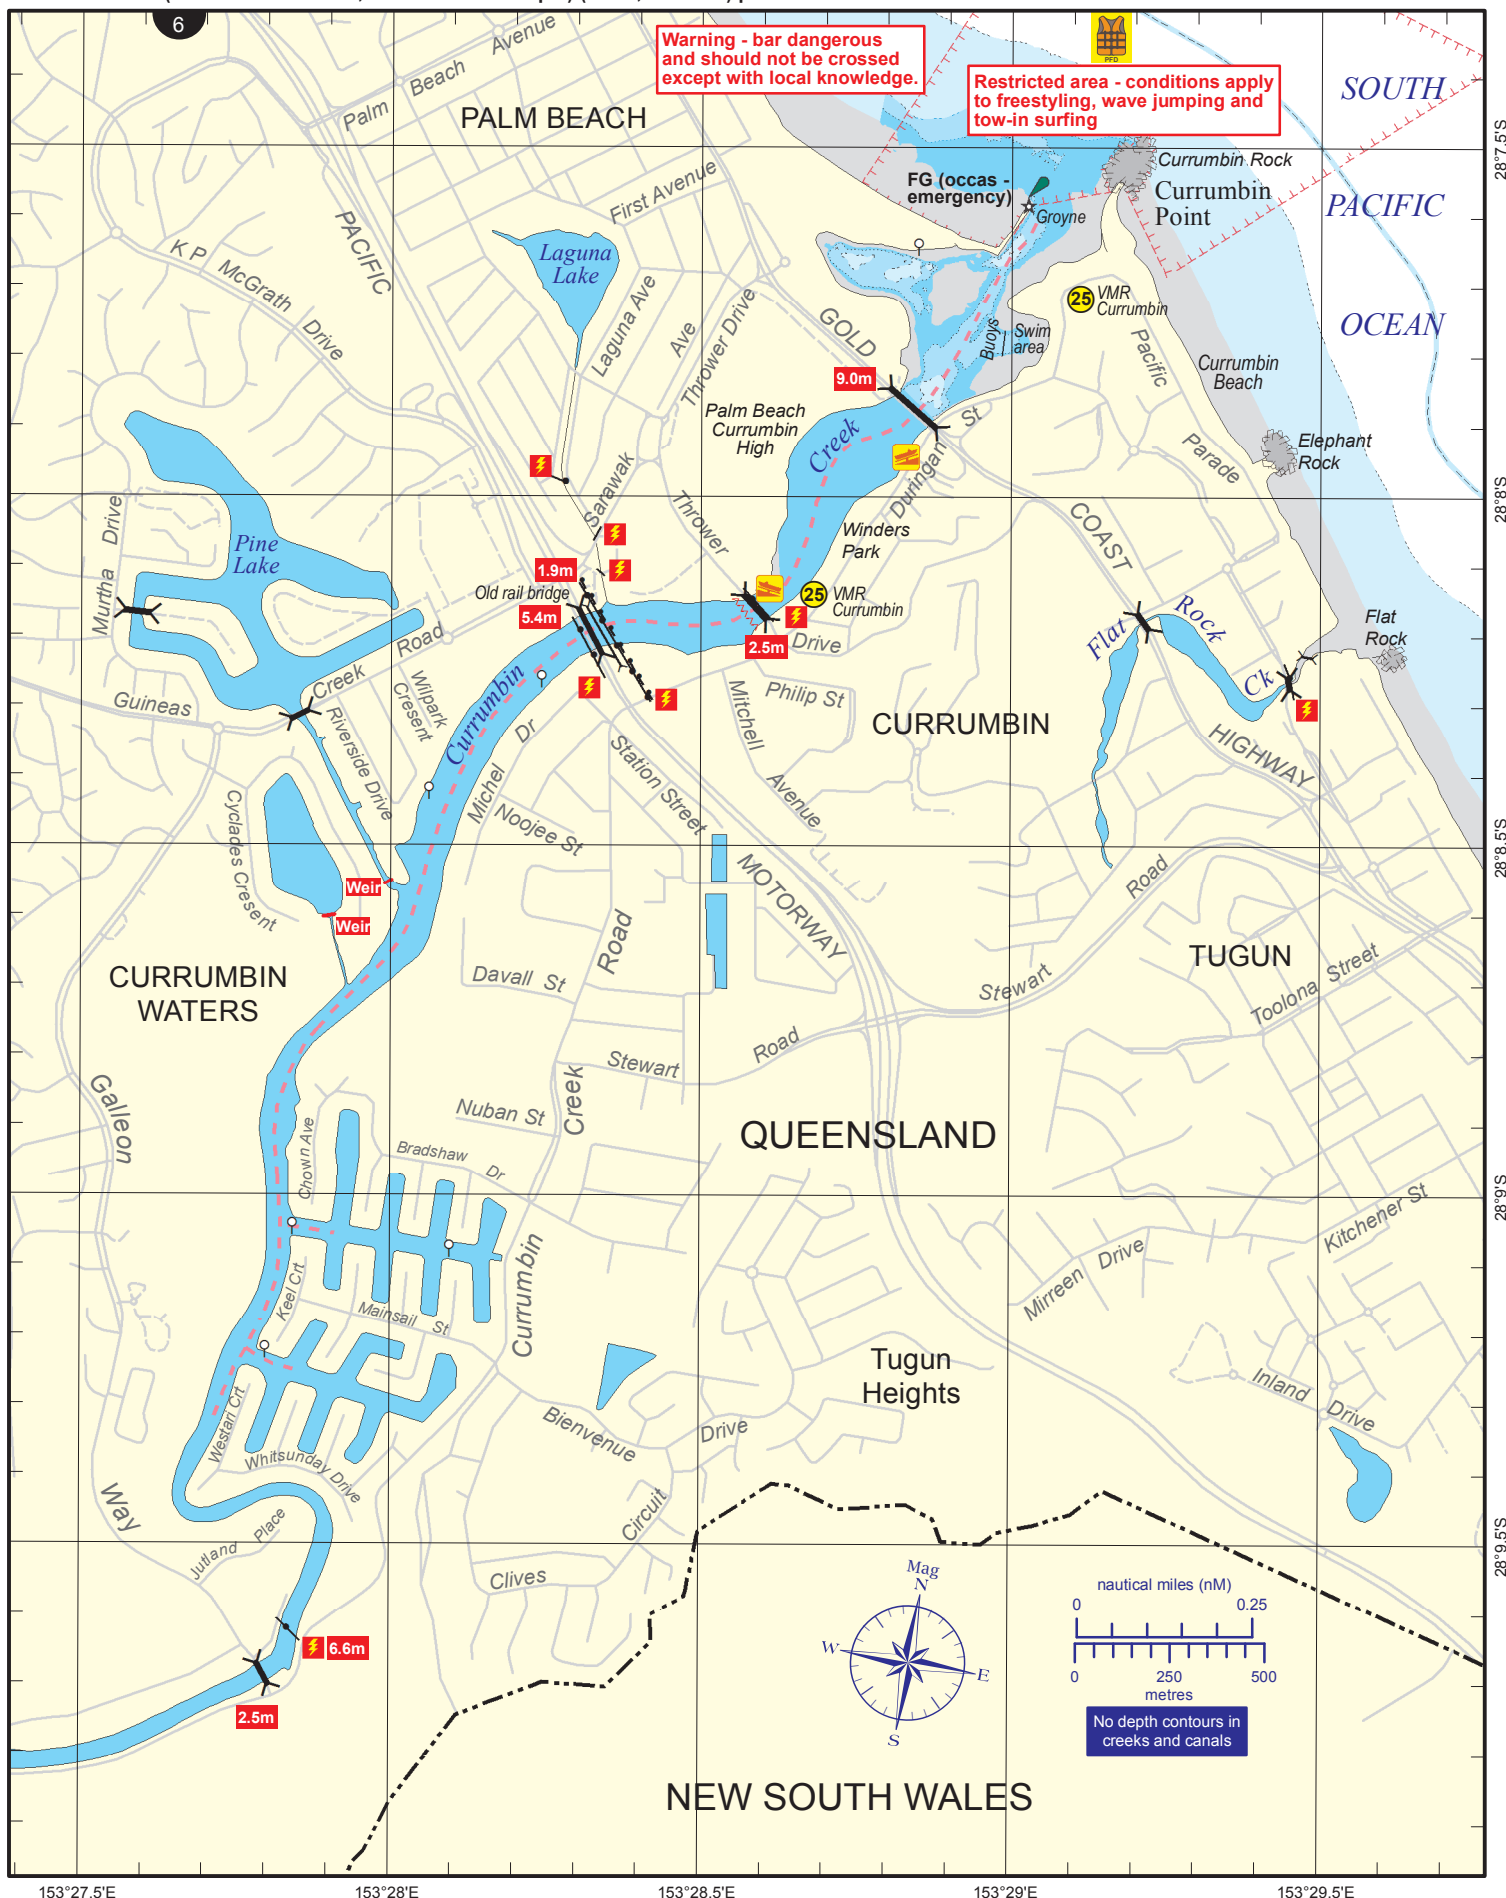 6
Warning - bar dangerous
and should not be crossed
except with local knowledge.
PFD
Restricted area - conditions apply
to freestyling, wave jumping and
tow-in surfing
SOUTH
PACIFIC
OCEAN
Palm Beach Avenue
PALM BEACH
28°7.5'S
First Avenue
FG (occas -
emergency)
Groyne
Currumbin Rock
Currumbin
Point
PACIFIC
K P McGrath Drive
Laguna
Lake
Laguna Ave
Ave
Thrower Drive
GOLD
25
VMR
Currumbin
Buoys
Swim
area
Pacific
Parade
Currumbin
Beach
9.0m
Palm Beach
Currumbin
High
Creek
St
Duringan
Elephant
Rock
28°8'S
Murtha Drive
Pine
Lake
Sarawak
Thrower
Winders
Park
COAST
1.9m
Old rail bridge
5.4m
25
VMR
Currumbin
2.5m
Drive
Flat Rock Ck
Flat
Rock
Guineas
Creek Road
Wilpark
Cresent
Riverside Drive
Currumbin
Michel Dr
Philip St
Mitchell
Avenue
CURRUMBIN
HIGHWAY
Station Street
Noojee St
MOTORWAY
Cyclades Cresent
28°8.5'S
Weir
Weir
Road
Road
TUGUN
Toolona Street
CURRUMBIN
WATERS
Davall St
Stewart
Stewart
Road
Galleon
Creek
Nuban St
QUEENSLAND
Chown Ave
Bradshaw Dr
28°9'S
Kitchener St
Mirreen Drive
Keel Crt
Mainsail St
Currumbin
Tugun
Heights
Inland Drive
Westari Crt
Bienvenue
Drive
Whitsunday Drive
Way
Circuit
Jutland Place
28°9.5'S
Clives
Mag
N
W
E
S
nautical miles (nM)
0
0.25
0
250
500
metres
No depth contours in
creeks and canals
6.6m
2.5m
NEW SOUTH WALES
153°27.5'E
153°28'E
153°28.5'E
153°29'E
153°29.5'E